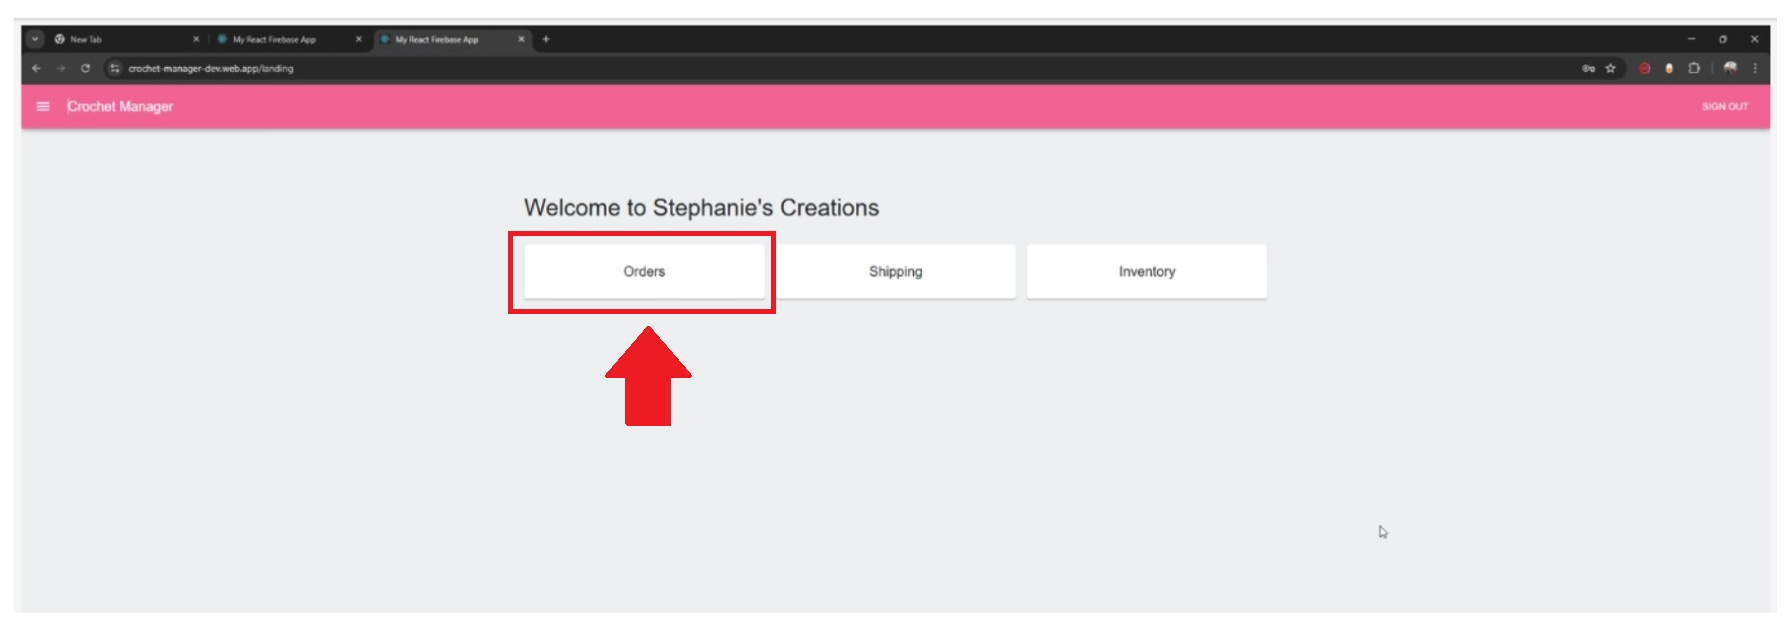 New Tab
My React Firebase App
My React Firebase App
crochet-manager-dev.web.app/landing
Crochet Manager
SIGN OUT
Welcome to Stephanie's Creations
Orders
Shipping
Inventory